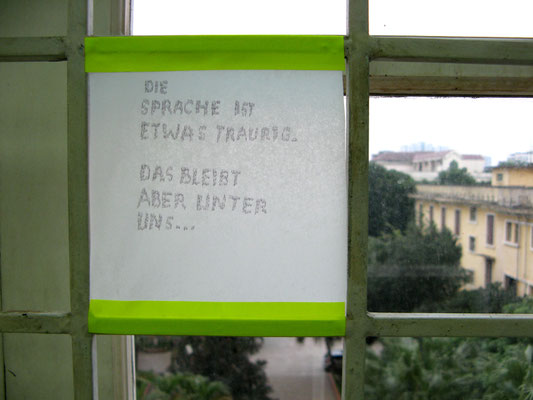 DIE
SPRACHE IST
ETWAS TRAURIG.
DAS BLEIBT
ABER UNTER
UNS...